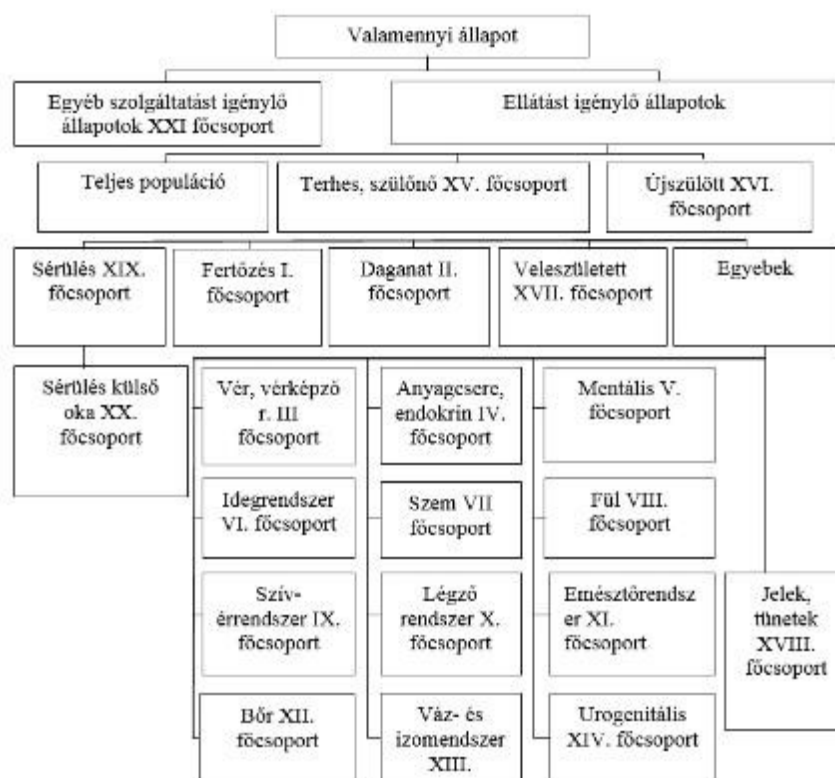 Valamennyi állapot
Egyéb szolgáltatást igénylő
állapotok XXI főcsoport
Ellátást igénylő állapotok
Teljes populáció
Terhes, szülőnő XV. főcsoport
Újszülött XVI.
főcsoport
Sérülés XIX.
főcsoport
Fertőzés I.
főcsoport
Daganat II.
főcsoport
Veleszületett
XVII. főcsoport
Egyebek
Sérülés külső
oka XX.
főcsoport
Vér, vérképző
r. III
főcsoport
Anyagcsere,
endokrin IV.
főcsoport
Mentális V.
főcsoport
Idegrendszer
VI. főcsoport
Szem VII
főcsoport
Fül VIII.
főcsoport
Szív-
érrendszer IX.
főcsoport
Légző
rendszer X.
főcsoport
Emésztőrendsz
er XI.
főcsoport
Jelek,
tünetek
XVIII.
főcsoport
Bőr XII.
főcsoport
Váz- és
izomendszer
XIII.
Urogenitális
XIV. főcsoport